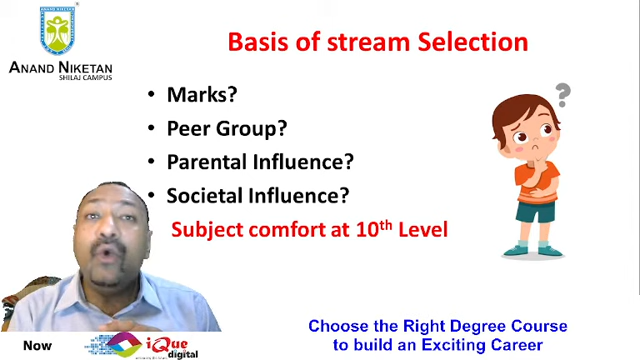 Basis of stream Selection
ANAND NIKETAN
SHILAJ CAMPUS
• Marks?
• Peer Group?
• Parental Influence?
• Societal Influence?
Subject comfort at 10th Level
?
Now
iQue
digital
Choose the Right Degree Course
to build an Exciting Career